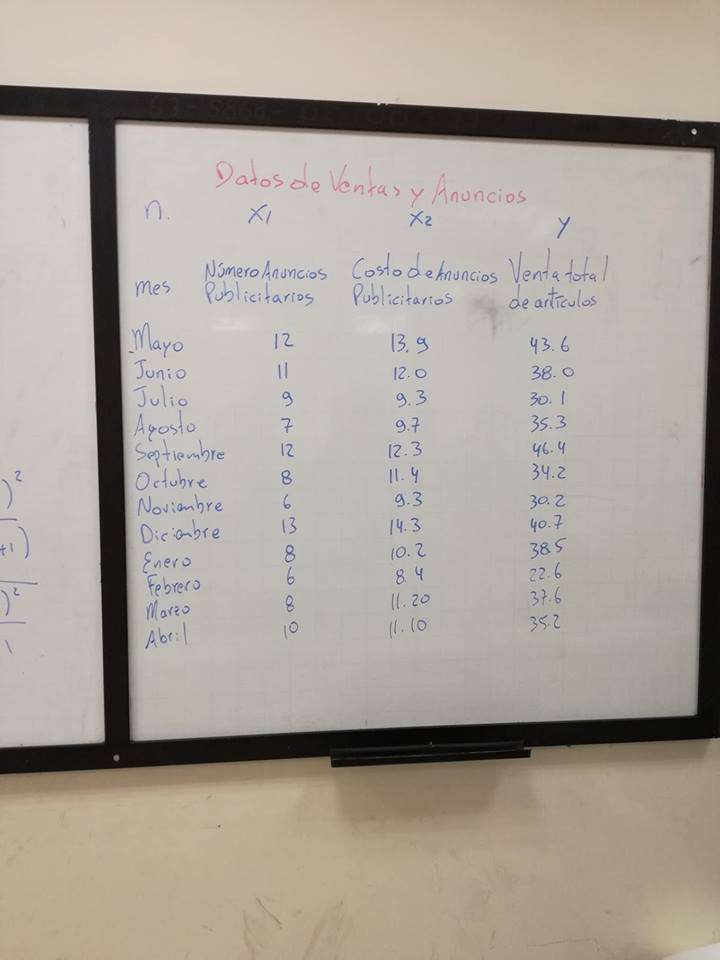 Datos de Ventas y Anuncios
n. X1 X2 Y
mes Número Anuncios Publicitarios Costo de Anuncios Publicitarios Venta total de artículos
Mayo 12 13.9 43.6
Junio 11 12.0 38.0
Julio 9 9.3 30.1
Agosto 7 9.7 35.3
Septiembre 12 12.3 46.4
Octubre 8 11.4 34.2
Noviembre 6 9.3 30.2
Diciembre 13 14.3 40.7
Enero 8 10.2 38.5
Febrero 6 8.4 22.6
Marzo 8 11.20 37.6
Abril 10 11.10 35.2
)²
+1)
)²
1